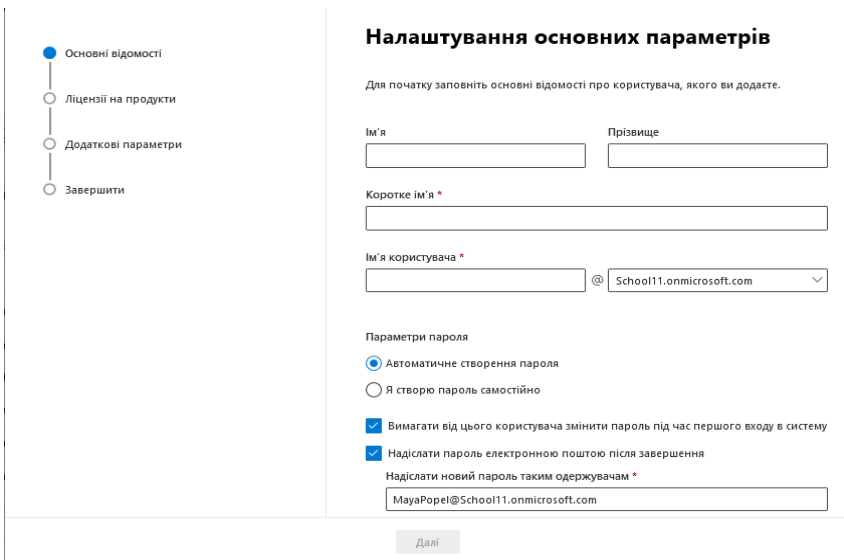 Основні відомості
Ліцензії на продукти
Додаткові параметри
Завершити
Налаштування основних параметрів
Для початку заповніть основні відомості про користувача, якого ви додаєте.
Ім’я Прізвище
Коротке ім’я *
Ім’я користувача *
@ School11.onmicrosoft.com
Параметри пароля
Автоматичне створення пароля
Я створю пароль самостійно
Вимагати від цього користувача змінити пароль під час першого входу в систему
Надіслати пароль електронною поштою після завершення
Надіслати новий пароль таким одержувачам *
MayaPopel@School11.onmicrosoft.com
Далі